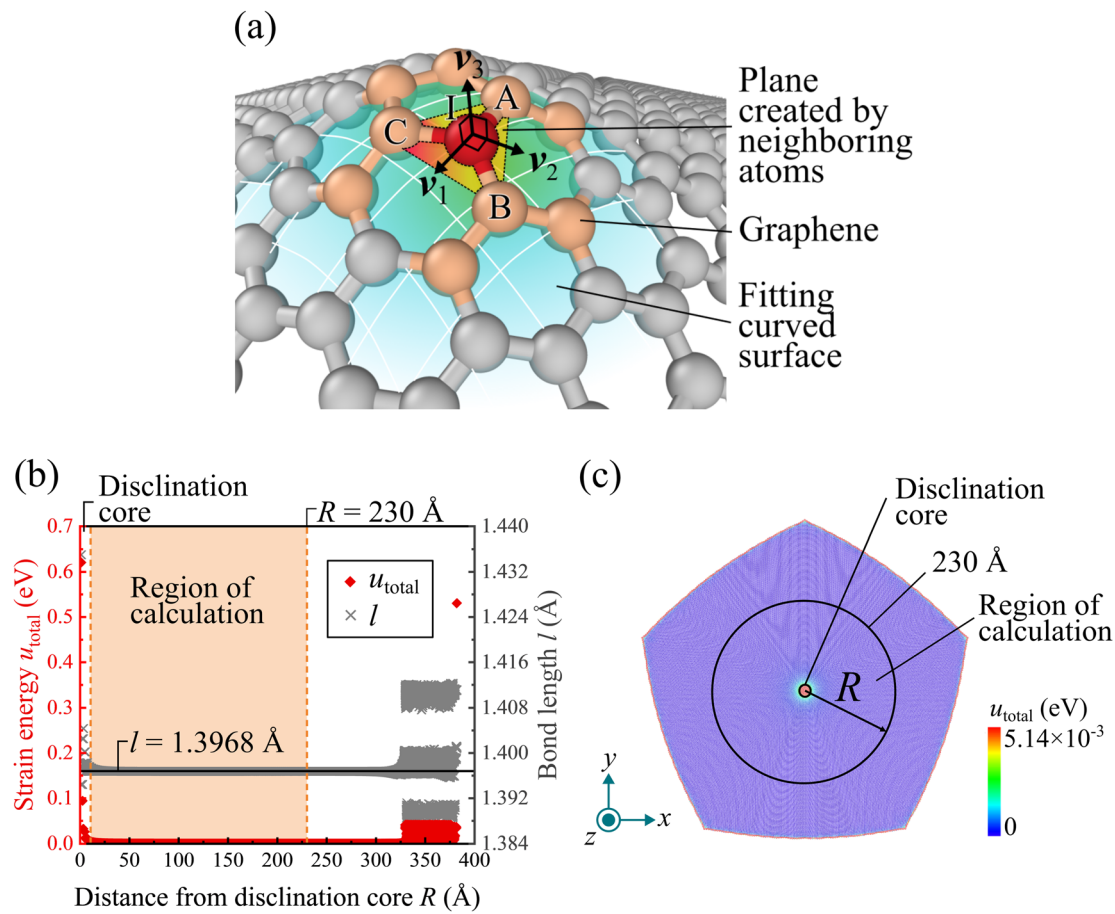 (a)
v3
I
A
C
v2
v1
B
Plane
created by
neighboring
atoms
Graphene
Fitting
curved
surface
(b)
Disclination
core
R = 230 Å
0.7
0.6
0.5
0.4
0.3
0.2
0.1
0.0
Strain energy utotal (eV)
Region of
calculation
utotal
l
l = 1.3968 Å
1.440
1.432
1.424
1.416
1.408
1.400
1.392
1.384
Bond length l (Å)
0 50 100 150 200 250 300 350 400
Distance from disclination core R (Å)
(c)
Disclination
core
230 Å
Region of
calculation
R
utotal (eV)
5.14×10⁻³
0
y
x
z